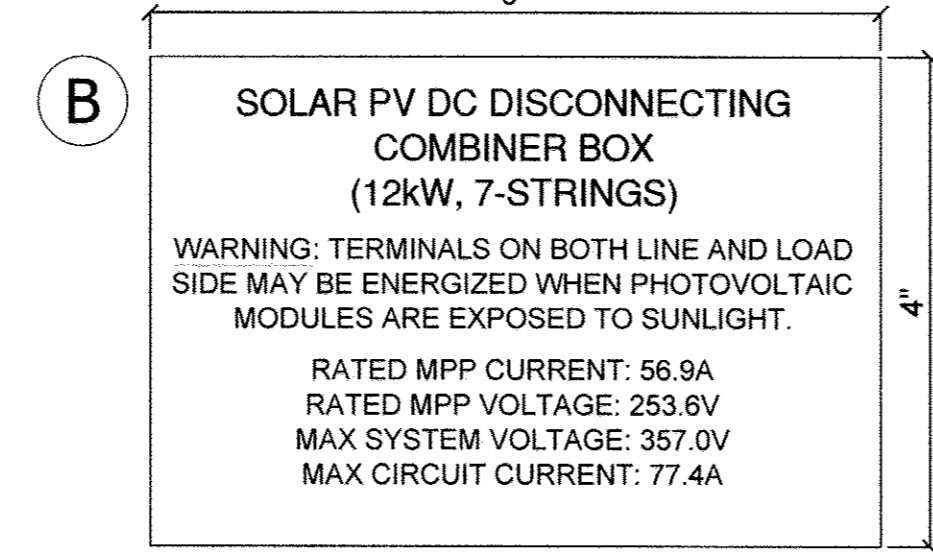 B
SOLAR PV DC DISCONNECTING
COMBINER BOX
(12kW, 7-STRINGS)
WARNING: TERMINALS ON BOTH LINE AND LOAD
SIDE MAY BE ENERGIZED WHEN PHOTOVOLTAIC
MODULES ARE EXPOSED TO SUNLIGHT.
4"
RATED MPP CURRENT: 56.9A
RATED MPP VOLTAGE: 253.6V
MAX SYSTEM VOLTAGE: 357.0V
MAX CIRCUIT CURRENT: 77.4A